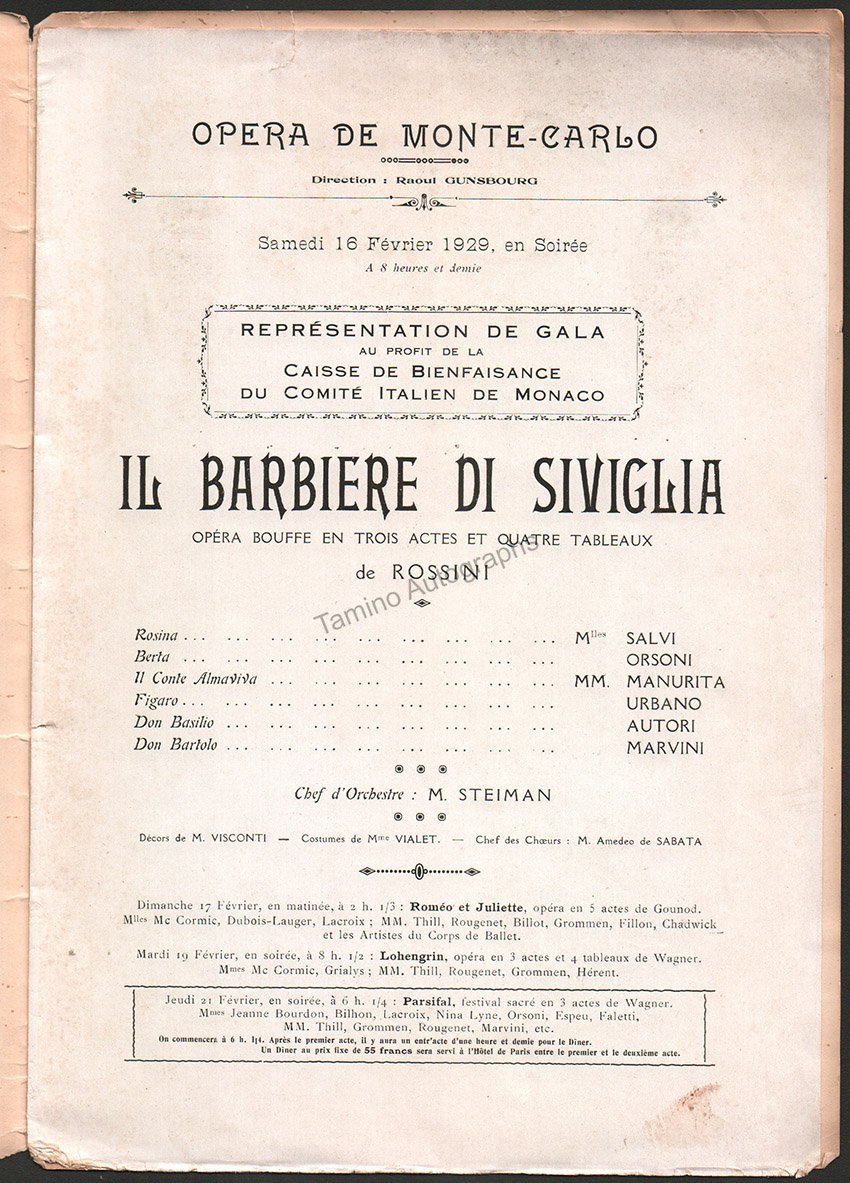 OPERA DE MONTE-CARLO
Direction : Raoul GUNSBOURG
Samedi 16 Février 1929, en Soirée
A 8 heures et demie
REPRÉSENTATION DE GALA
AU PROFIT DE LA
CAISSE DE BIENFAISANCE
DU COMITÉ ITALIEN DE MONACO
IL BARBIERE DI SIVIGLIA
OPÉRA BOUFFE EN TROIS ACTES ET QUATRE TABLEAUX
de ROSSINI
Tamino Autographs
Rosina ... ... ... ... ... ... ... ... ... Mlles SALVI
Berta ... ... ... ... ... ... ... ... ... ORSONI
Il Conte Almaviva ... ... ... ... ... ... ... MM. MANURITA
Figaro ... ... ... ... ... ... ... ... ... URBANO
Don Basilio ... ... ... ... ... ... ... ... AUTORI
Don Bartolo ... ... ... ... ... ... ... ... MARVINI
Chef d'Orchestre : M. STEIMAN
Décors de M. VISCONTI — Costumes de Mme VIALET. — Chef des Chœurs : M. Amedeo de SABATA
Dimanche 17 Février, en matinée, à 2 h. 1/3 : Roméo et Juliette, opéra en 5 actes de Gounod.
Mlles Mc Cormic, Dubois-Lauger, Lacroix ; MM. Thill, Rougenet, Billot, Grommen, Fillon, Chadwick
et les Artistes du Corps de Ballet.
Mardi 19 Février, en soirée, à 8 h. 1/2 : Lohengrin, opéra en 3 actes et 4 tableaux de Wagner.
Mmes Mc Cormic, Grialys ; MM. Thill, Rougenet, Grommen, Hérent.
Jeudi 21 Février, en soirée, à 6 h. 1/4 : Parsifal, festival sacré en 3 actes de Wagner.
Mmes Jeanne Bourdon, Bilhon, Lacroix, Nina Lyne, Orsoni, Espeu, Faletti,
MM. Thill, Grommen, Rougenet, Marvini, etc.
On commencera à 6 h. 1/4. Après le premier acte, il y aura un entr'acte d'une heure et demie pour le Diner.
Un Diner au prix fixe de 55 francs sera servi à l'Hôtel de Paris entre le premier et le deuxième acte.